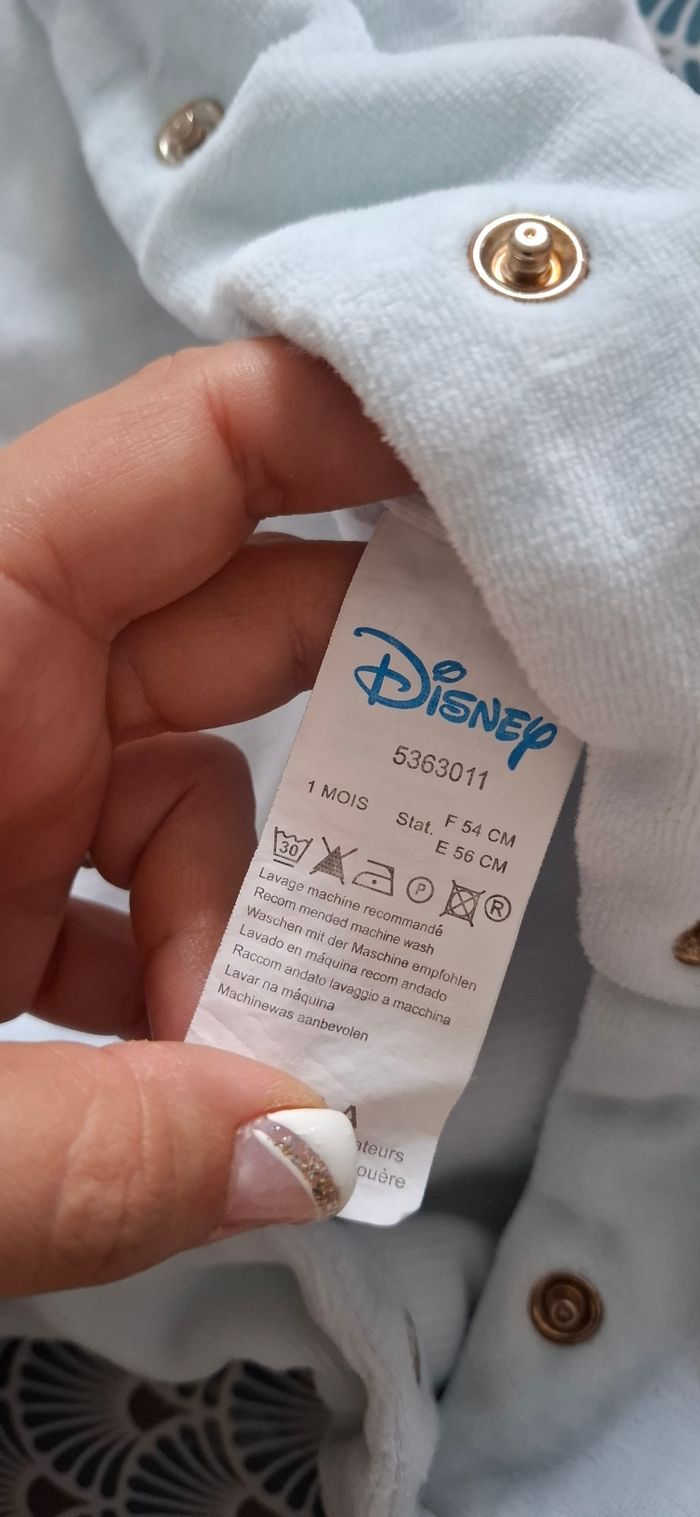 Disney
5363011
1 MOIS Stat. F 54 CM
E 56 CM
30 P R
Lavage machine recommandé
Recom mended machine wash
Waschen mit der Maschine empfohlen
Lavado en máquina recom andado
Raccom andato lavaggio a macchina
Lavar na máquina
Machinewas aanbevolen